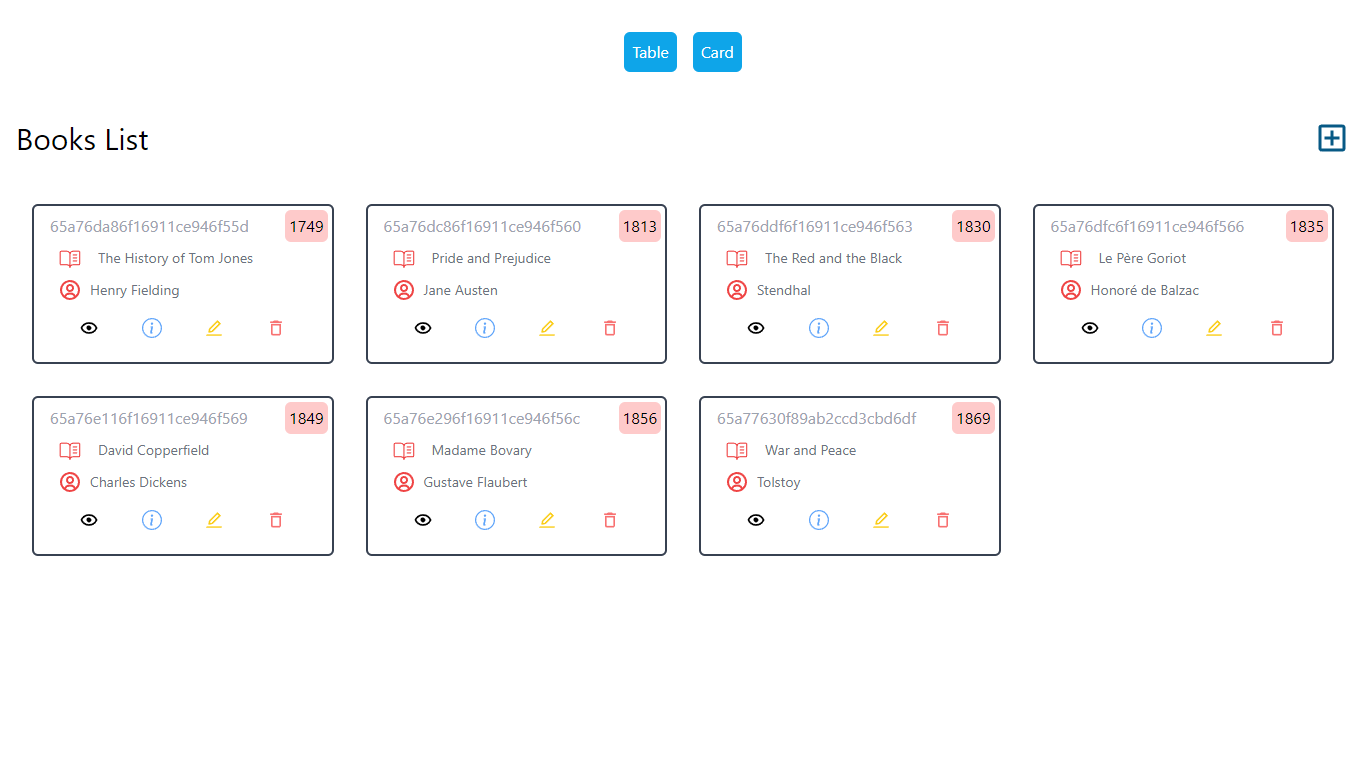 Table Card
Books List
65a76da86f16911ce946f55d 1749
The History of Tom Jones
Henry Fielding
65a76dc86f16911ce946f560 1813
Pride and Prejudice
Jane Austen
65a76ddf6f16911ce946f563 1830
The Red and the Black
Stendhal
65a76dfc6f16911ce946f566 1835
Le Père Goriot
Honoré de Balzac
65a76e116f16911ce946f569 1849
David Copperfield
Charles Dickens
65a76e296f16911ce946f56c 1856
Madame Bovary
Gustave Flaubert
65a77630f89ab2ccd3cbd6df 1869
War and Peace
Tolstoy